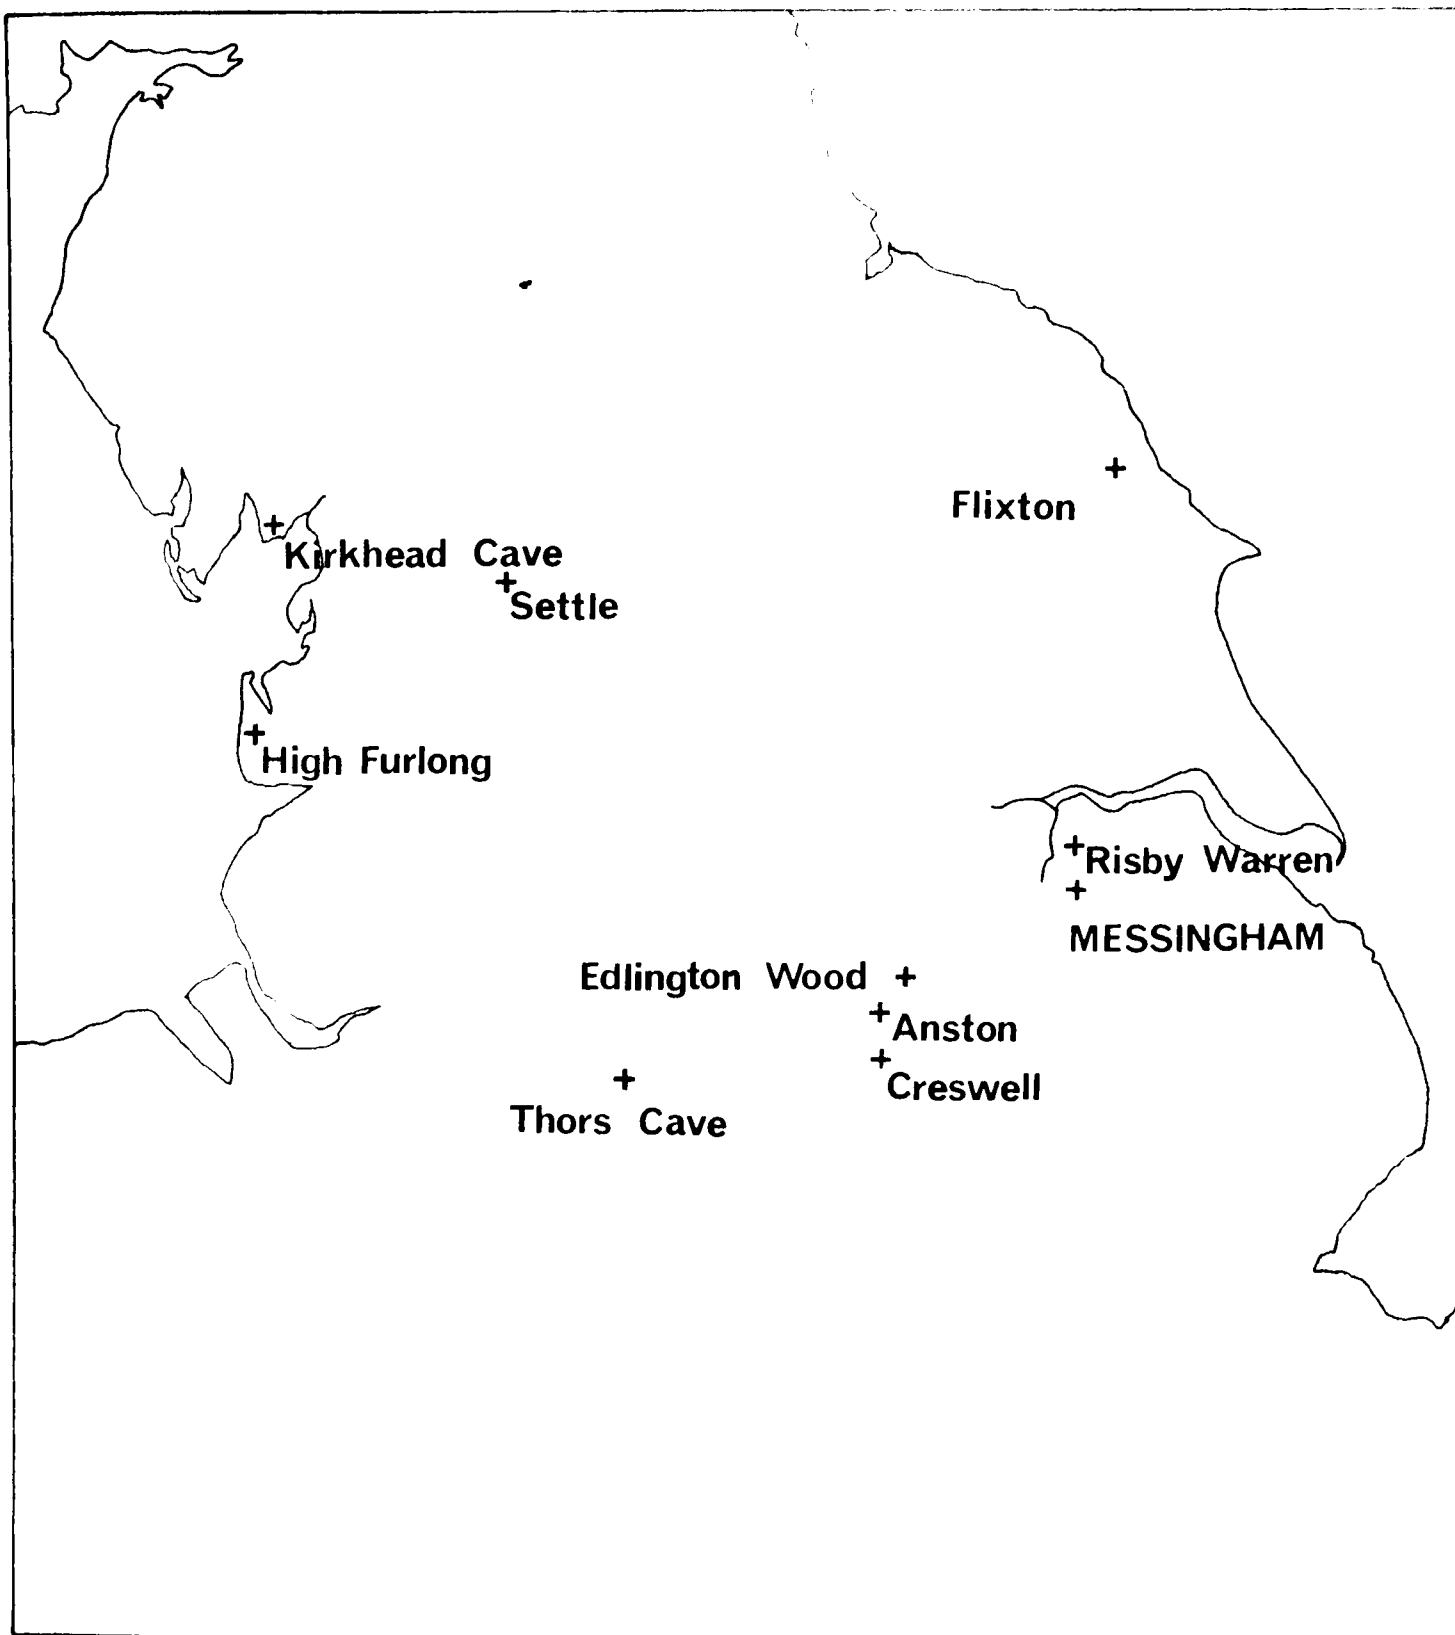 Flixton
Kirkhead Cave
Settle
High Furlong
Risby Warren
MESSINGHAM
Edlington Wood
Anston
Creswell
Thors Cave